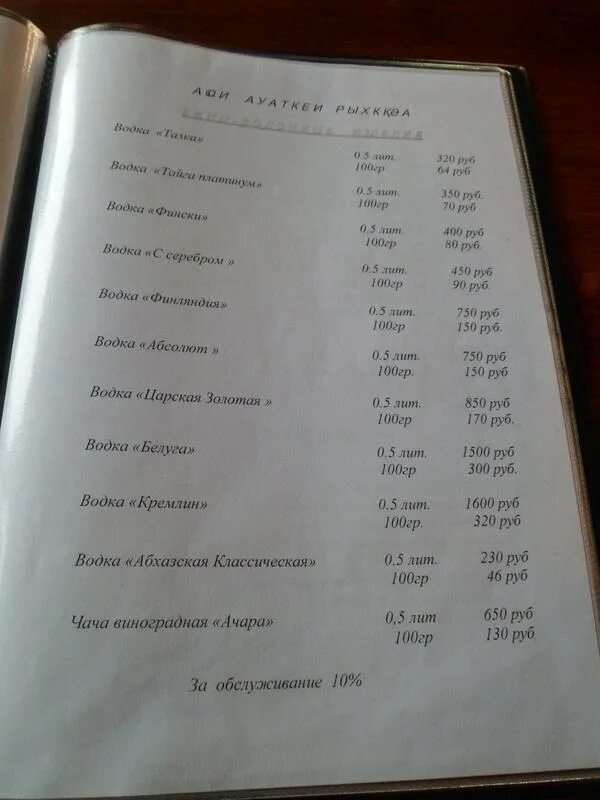 АҨИ АУАТКЕИ РЫХКҚӘА
ВИНО-ВОДОЧНЫЕ ИЗДЕЛИЯ
Водка «Талка» 0.5 лит. 320 руб
100гр 64 руб
Водка «Тайга платинум» 0.5 лит. 350 руб.
100гр 70 руб
Водка «Фински» 0.5 лит. 400 руб
100гр 80 руб.
Водка «С серебром » 0.5 лит. 450 руб
100гр 90 руб.
Водка «Финляндия» 0.5 лит. 750 руб
100гр 150 руб.
Водка «Абсолют » 0.5 лит. 750 руб
100гр. 150 руб
Водка «Царская Золотая » 0.5 лит. 850 руб
100гр 170 руб.
Водка «Белуга» 0.5 лит. 1500 руб
100гр 300 руб.
Водка «Кремлин» 0.5 лит. 1600 руб
100гр. 320 руб
Водка «Абхазская Классическая» 0.5 лит. 230 руб
100гр 46 руб
Чача виноградная «Ачара» 0,5 лит 650 руб
100гр 130 руб
За обслуживание 10%